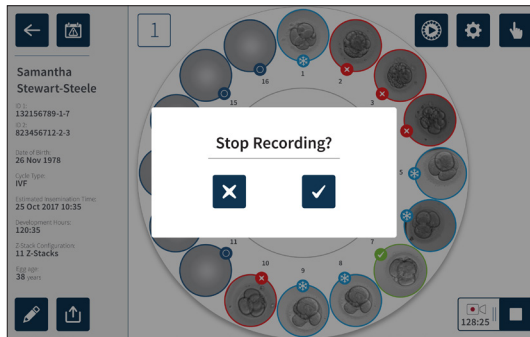 1
Samantha
Stewart-Steele
ID 1:
132156789-1-7
ID 2:
823456712-2-3
Date of Birth:
26 Nov 1978
Cycle Type:
IVF
Estimated Insemination Time:
25 Oct 2017 10:35
Development Hours:
120:35
Z-Stack Configuration:
11 Z-Stacks
Egg age:
38 years
16
1
2
15
3
Stop Recording?
5
11
7
10
9
8
128:25